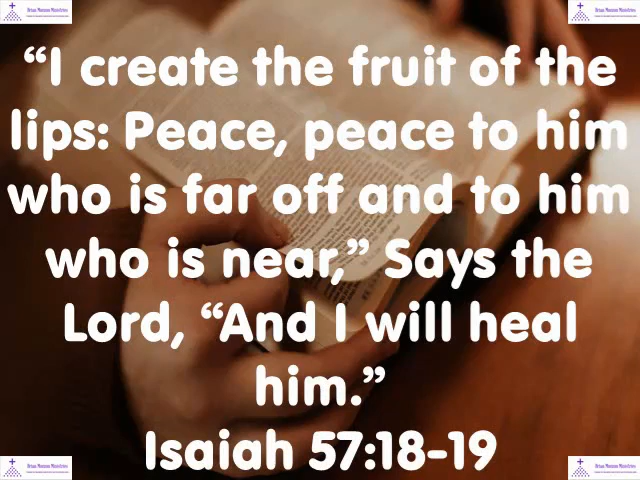 “I create the fruit of the
lips: Peace, peace to him
who is far off and to him
who is near,” Says the
Lord, “And I will heal
him.”
Isaiah 57:18-19